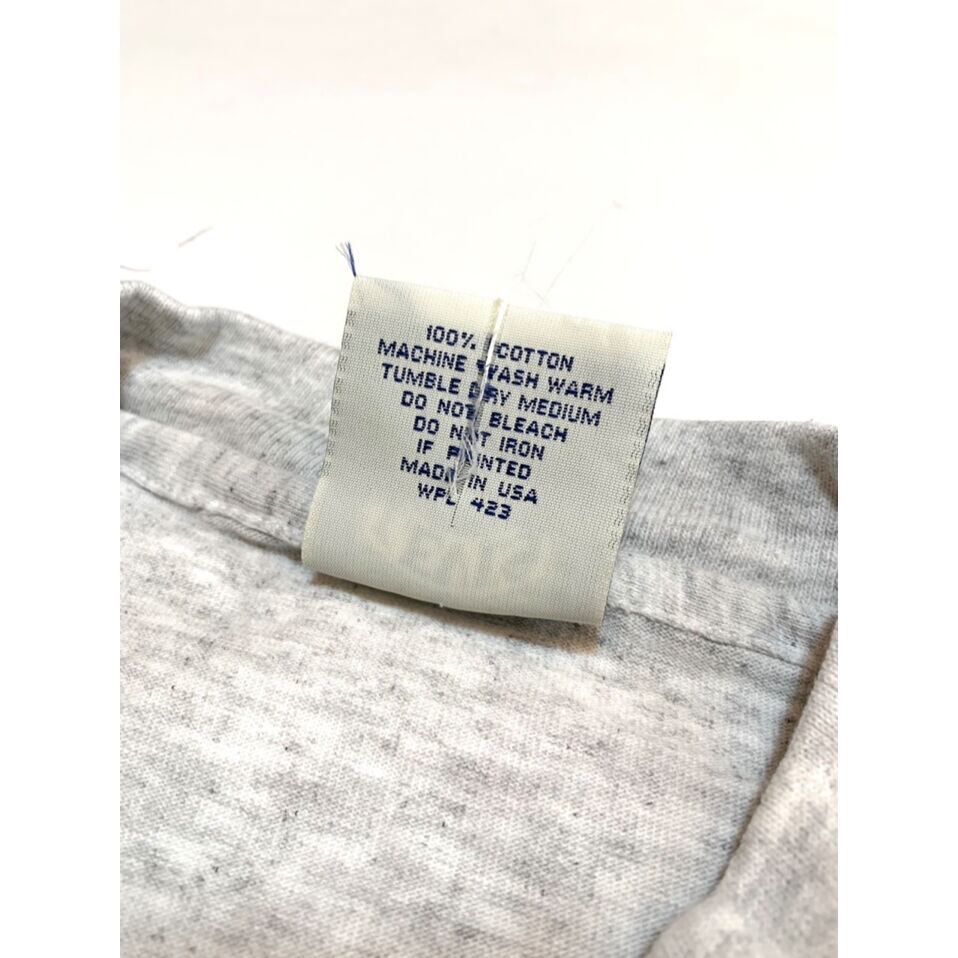 100% COTTON
MACHINE WASH WARM
TUMBLE DRY MEDIUM
DO NOT BLEACH
DO NOT IRON
IF PRINTED
MADE IN USA
WPL 423